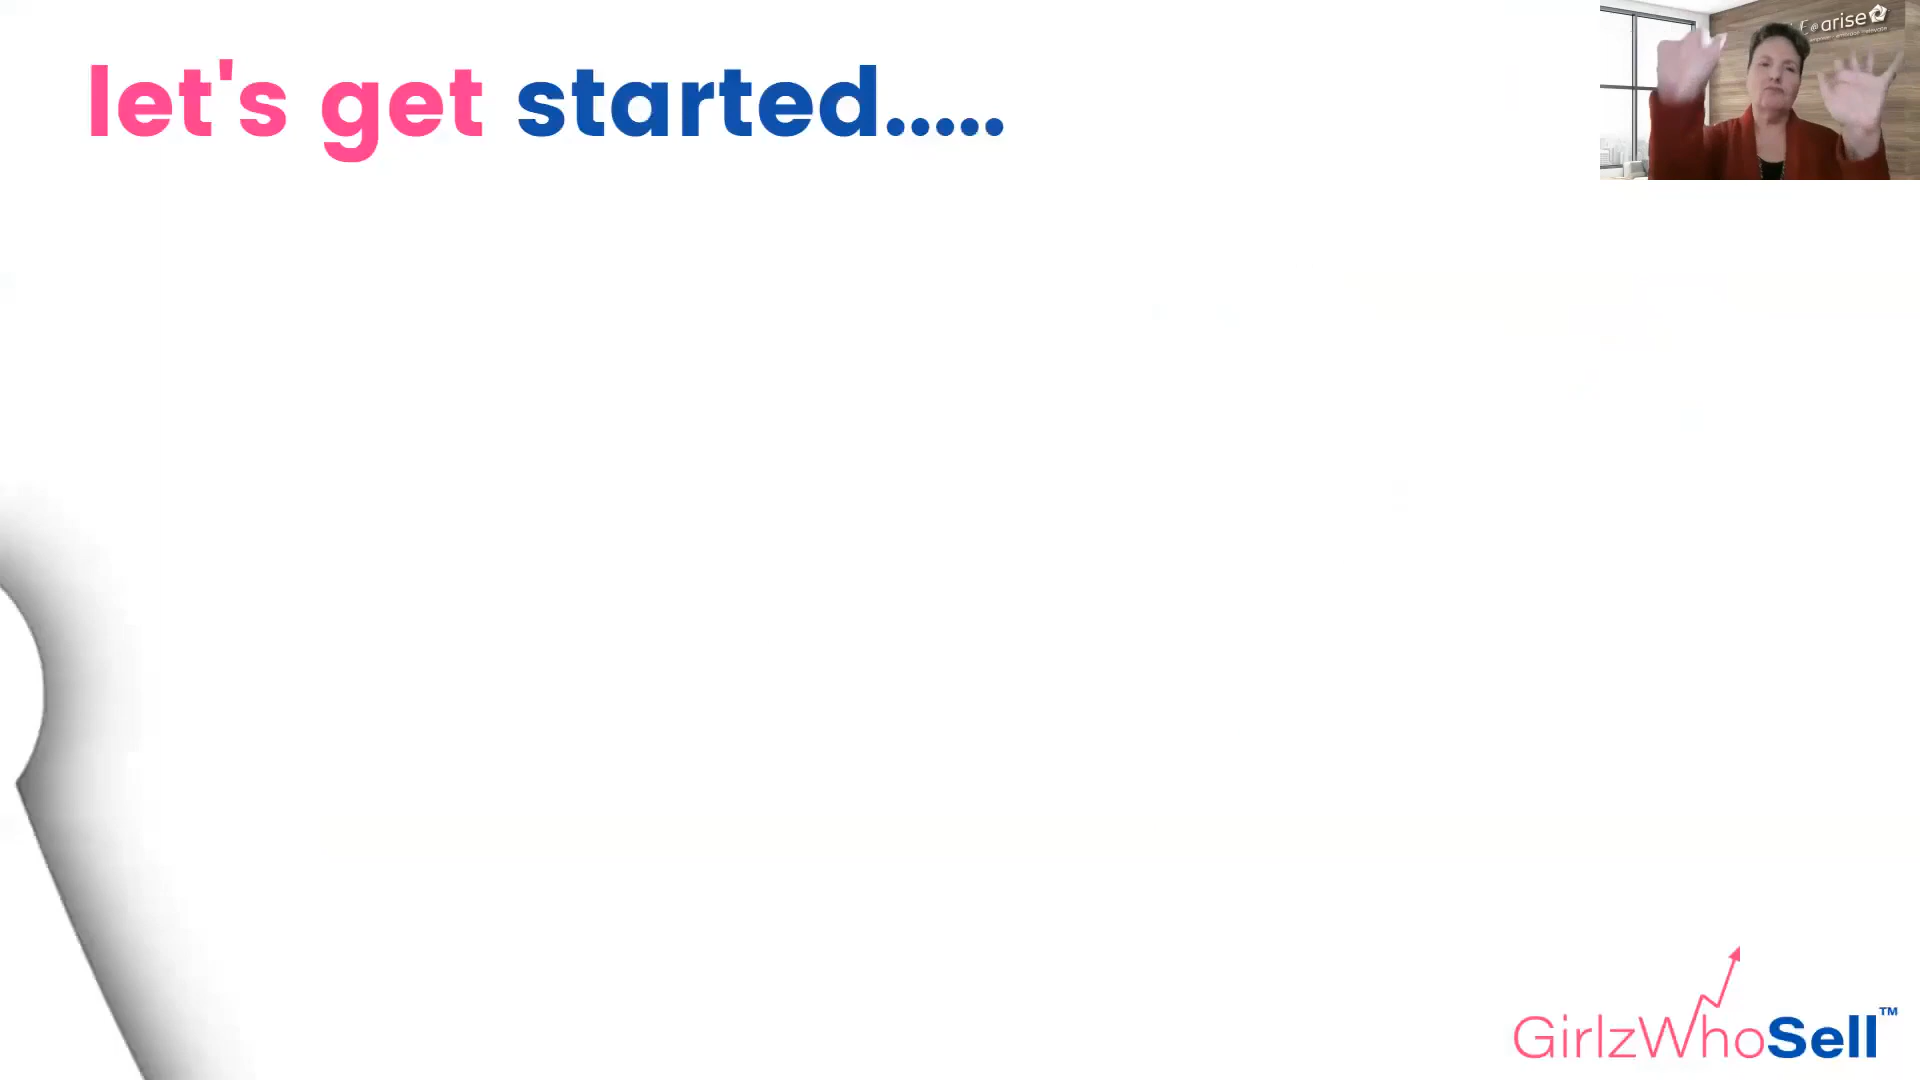 let's get started.....
@arise
GirlzWhoSell™